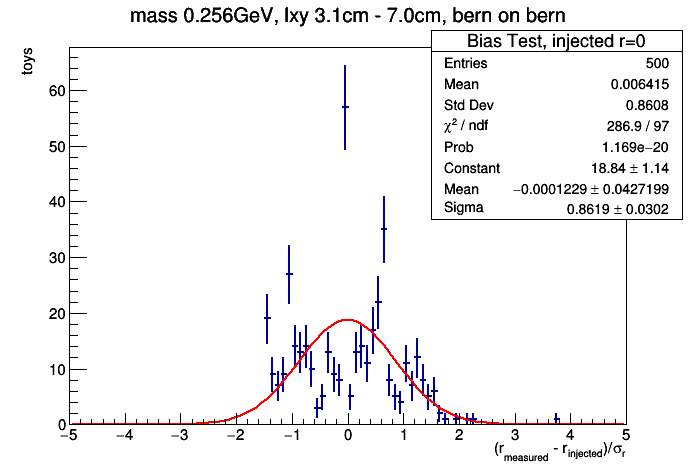 mass 0.256GeV, lxy 3.1cm - 7.0cm, bern on bern
Bias Test, injected r=0
Entries 500
Mean 0.006415
Std Dev 0.8608
χ² / ndf 286.9 / 97
Prob 1.169e−20
Constant 18.84 ± 1.14
Mean −0.0001229 ± 0.0427199
Sigma 0.8619 ± 0.0302
toys
60
50
40
30
20
10
0
−5 −4 −3 −2 −1 0 1 2 3 4 5
(r_measured - r_injected)/σ_r